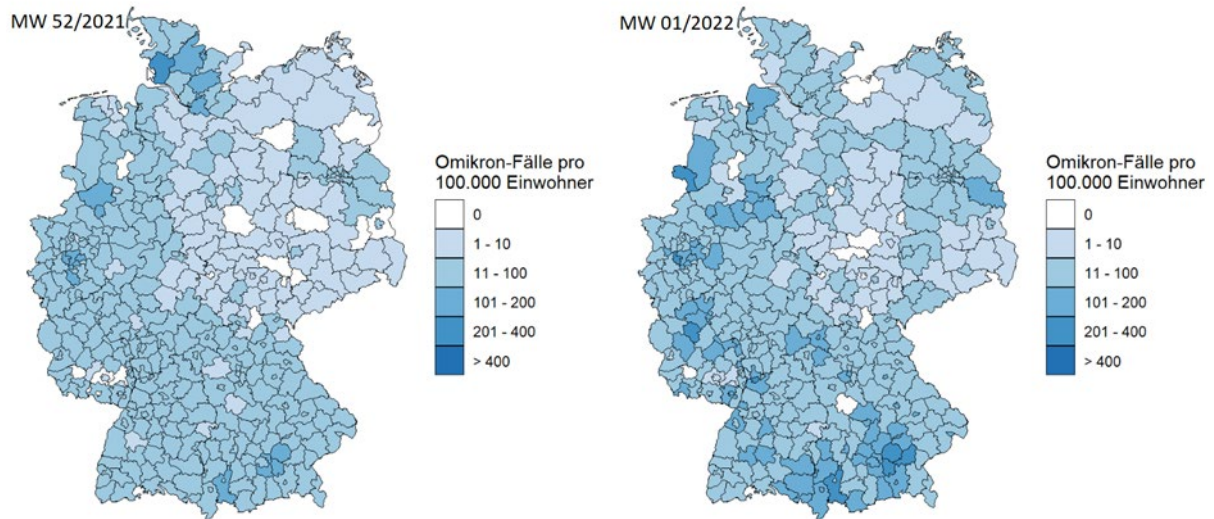 MW 52/2021
Omikron-Fälle pro
100.000 Einwohner
0
1 - 10
11 - 100
101 - 200
201 - 400
> 400
MW 01/2022
Omikron-Fälle pro
100.000 Einwohner
0
1 - 10
11 - 100
101 - 200
201 - 400
> 400